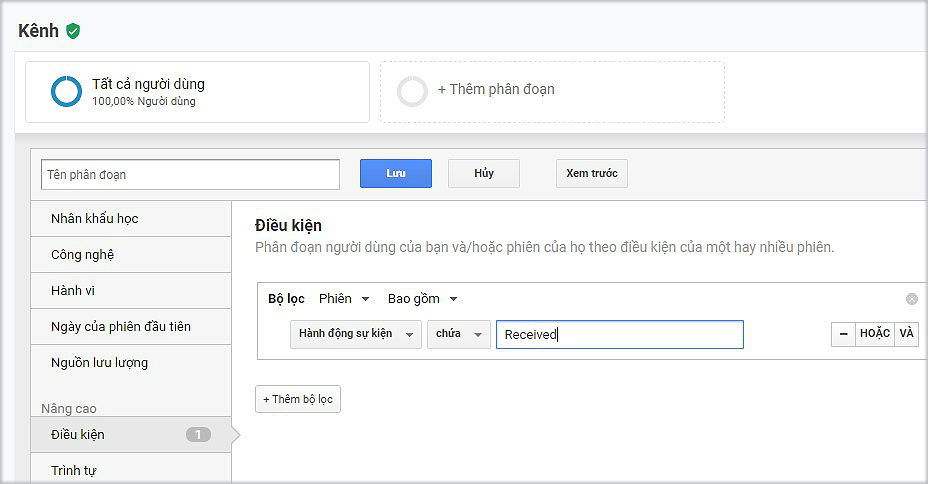 Kênh
Tất cả người dùng
100,00% Người dùng
+ Thêm phân đoạn
Tên phân đoạn
Lưu
Hủy
Xem trước
Nhân khẩu học
Công nghệ
Hành vi
Ngày của phiên đầu tiên
Nguồn lưu lượng
Nâng cao
Điều kiện 1
Trình tự
Điều kiện
Phân đoạn người dùng của bạn và/hoặc phiên của họ theo điều kiện của một hay nhiều phiên.
Bộ lọc Phiên Bao gồm
Hành động sự kiện chứa Received – HOẶC VÀ
+ Thêm bộ lọc